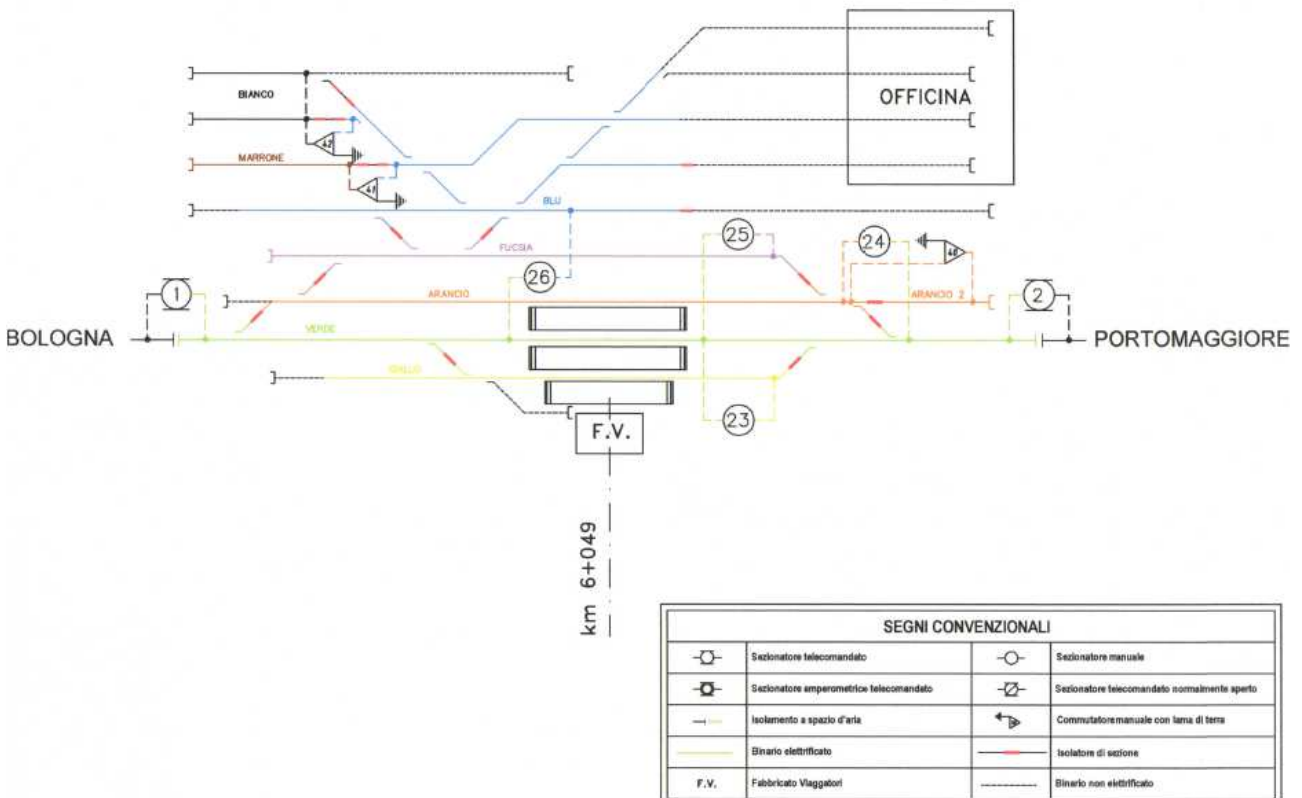 OFFICINA
BIANCO
42
MARRONE
41
BLU
25
24
40
FUCSIA
26
1
ARANCIO
ARANCIO 2
2
BOLOGNA
VERDE
PORTOMAGGIORE
GIALLO
23
F.V.
km 6+049
SEGNI CONVENZIONALI
Sezionatore telecomandato
Sezionatore manuale
Sezionatore amperometrico telecomandato
Sezionatore telecomandato normalmente aperto
Isolamento a spazio d'aria
Commutatore manuale con lama di terra
Binario elettrificato
Isolatore di sezione
F.V.
Fabbricato Viaggatori
Binario non elettrificato